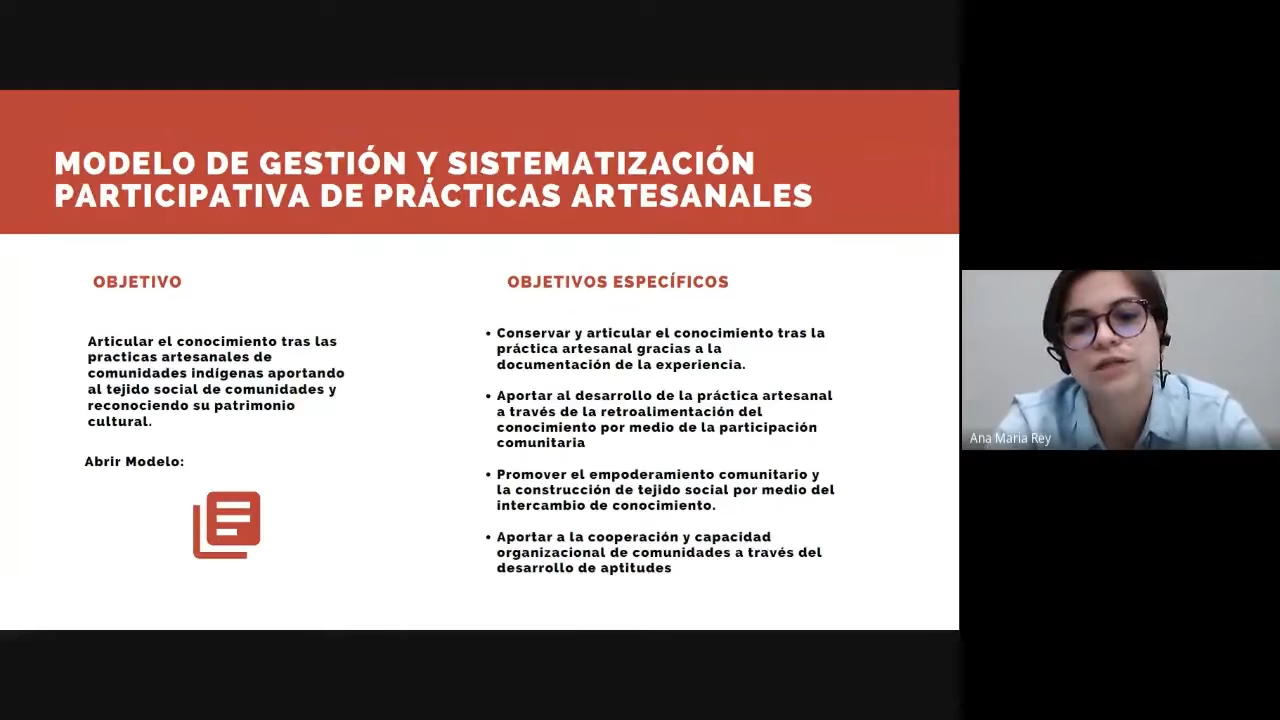 MODELO DE GESTIÓN Y SISTEMATIZACIÓN
PARTICIPATIVA DE PRÁCTICAS ARTESANALES
OBJETIVO
Articular el conocimiento tras las
practicas artesanales de
comunidades indígenas aportando
al tejido social de comunidades y
reconociendo su patrimonio
cultural.
Abrir Modelo:
OBJETIVOS ESPECÍFICOS
• Conservar y articular el conocimiento tras la
práctica artesanal gracias a la
documentación de la experiencia.
• Aportar al desarrollo de la práctica artesanal
a través de la retroalimentación del
conocimiento por medio de la participación
comunitaria
• Promover el empoderamiento comunitario y
la construcción de tejido social por medio del
intercambio de conocimiento.
• Aportar a la cooperación y capacidad
organizacional de comunidades a través del
desarrollo de aptitudes
Ana Maria Rey